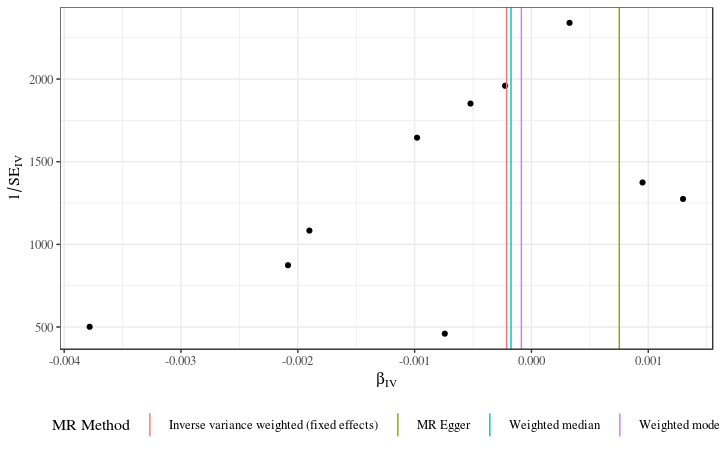 2000
1500
1000
500
1/SE_IV
-0.004 -0.003 -0.002 -0.001 0.000 0.001
β_IV
MR Method Inverse variance weighted (fixed effects) MR Egger Weighted median Weighted mode